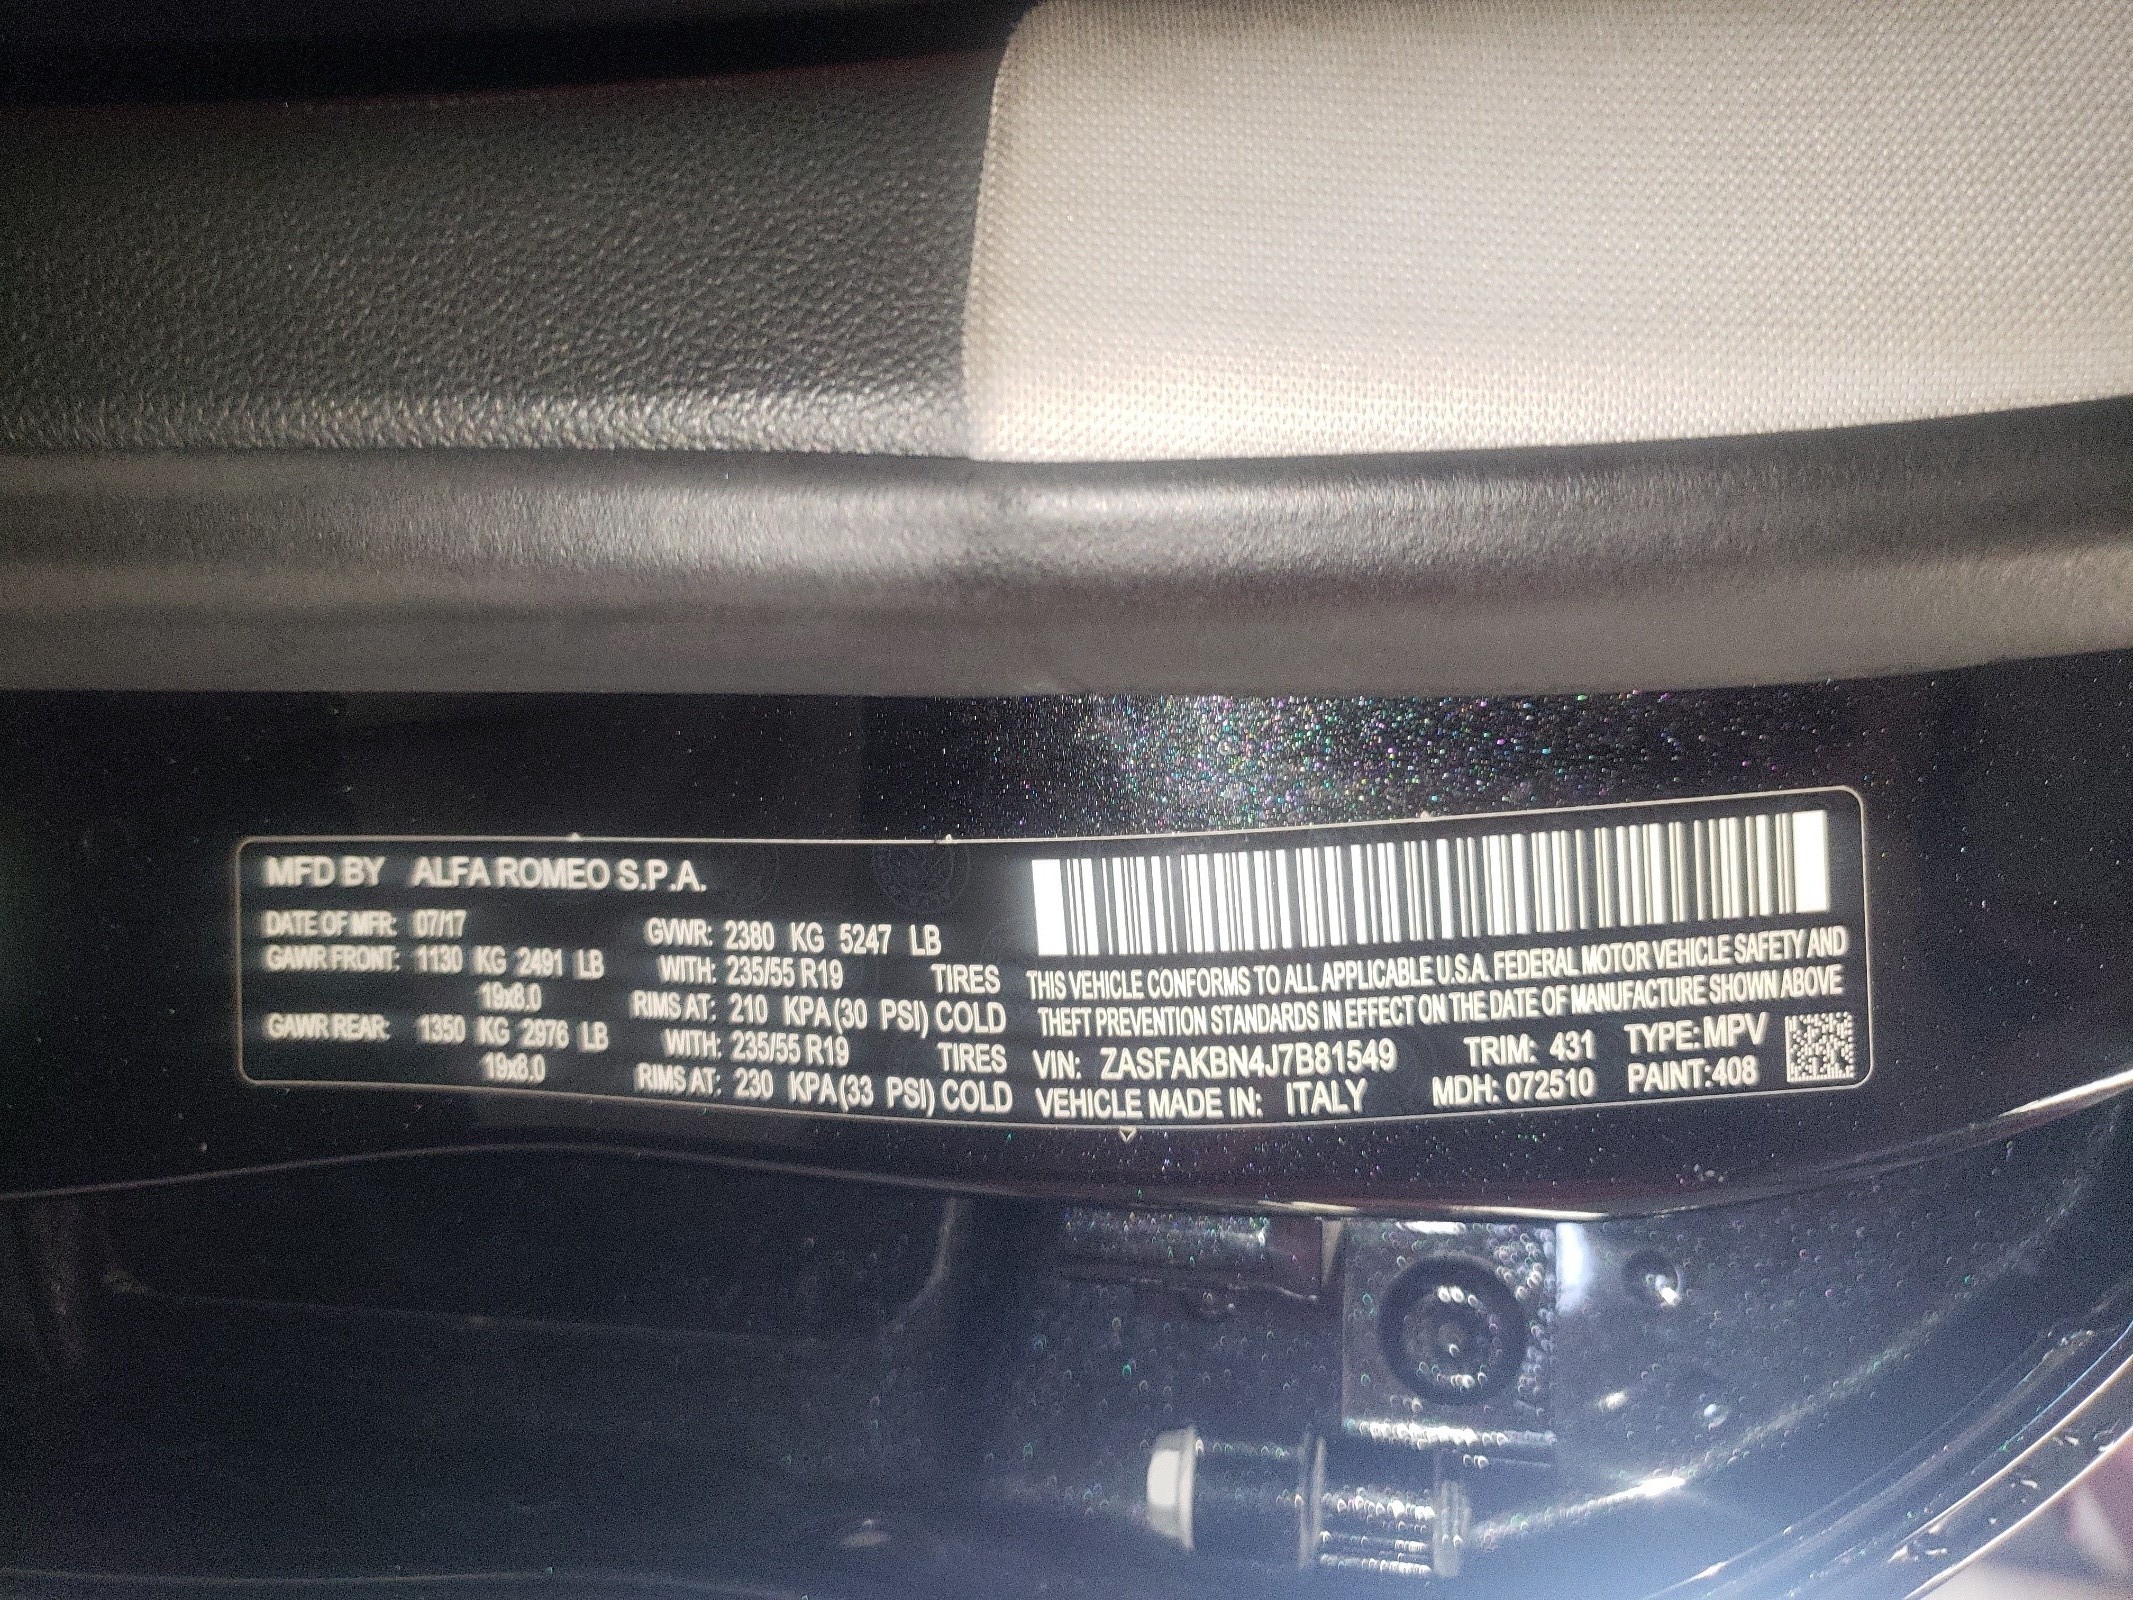 MFD BY ALFA ROMEO S.P.A.
DATE OF MFR: 07/17
GVWR: 2380 KG 5247 LB
GAWR FRONT: 1130 KG 2491 LB WITH: 235/55 R19 TIRES
19x8.0 RIMS AT: 210 KPA(30 PSI) COLD
GAWR REAR: 1350 KG 2976 LB WITH: 235/55 R19 TIRES
19x8.0 RIMS AT: 230 KPA(33 PSI) COLD
THIS VEHICLE CONFORMS TO ALL APPLICABLE U.S.A. FEDERAL MOTOR VEHICLE SAFETY AND
THEFT PREVENTION STANDARDS IN EFFECT ON THE DATE OF MANUFACTURE SHOWN ABOVE
VIN: ZASFAKBN4J7B81549 TRIM: 431 TYPE: MPV
VEHICLE MADE IN: ITALY MDH: 072510 PAINT:408